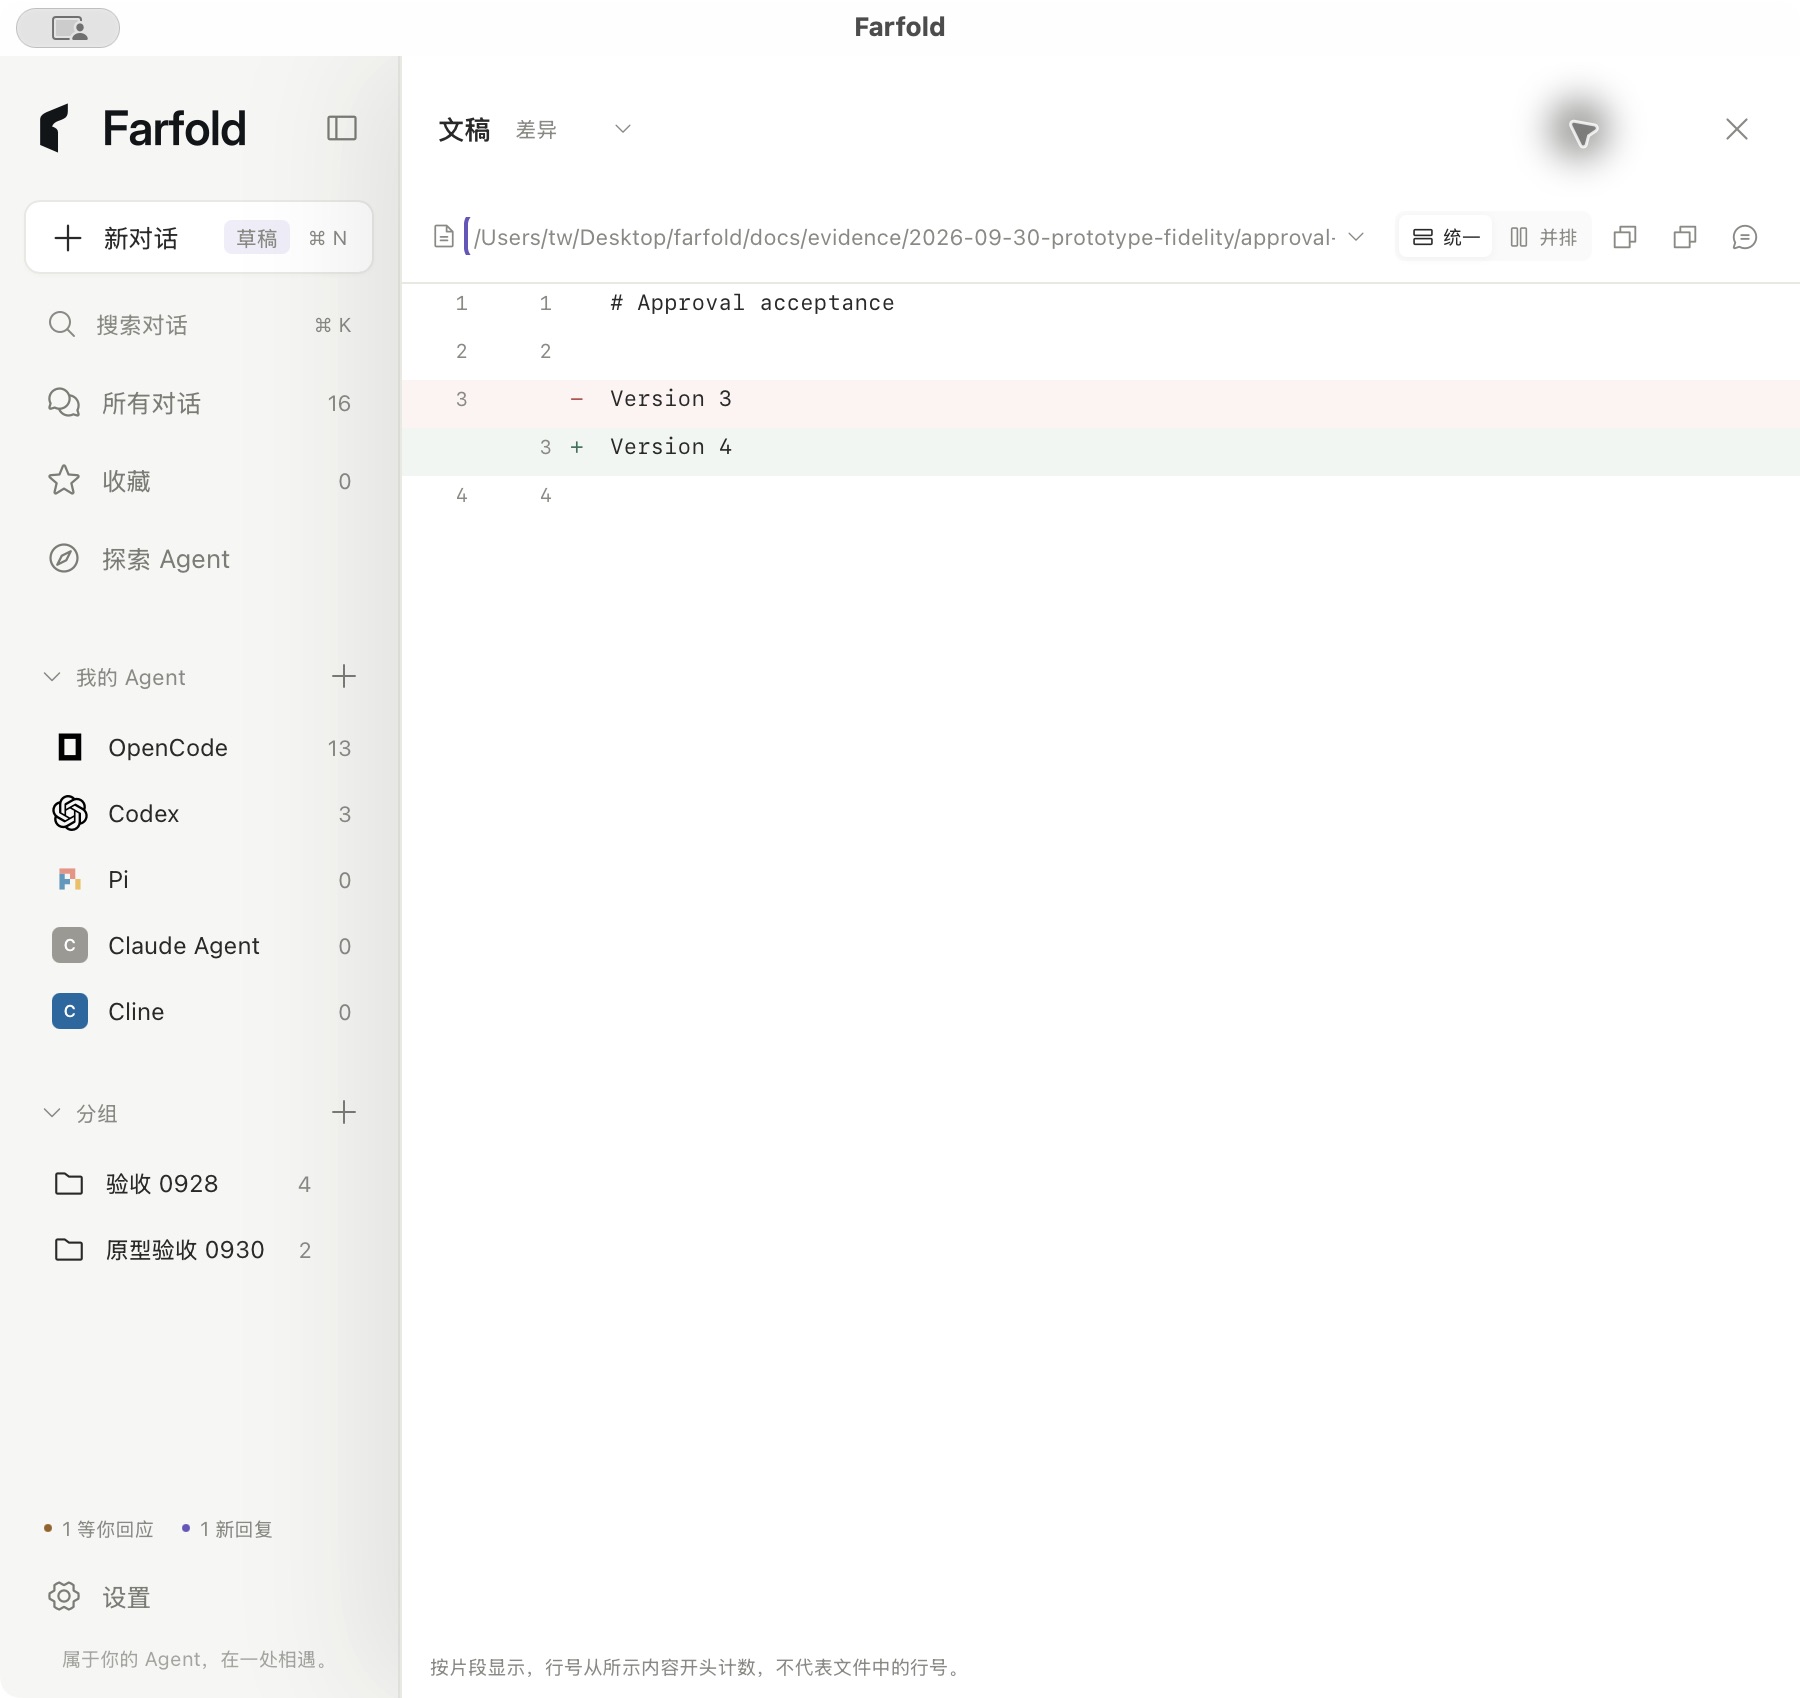 Farfold
Farfold
新对话 草稿 ⌘ N
搜索对话 ⌘ K
所有对话 16
收藏 0
探索 Agent
我的 Agent
OpenCode 13
Codex 3
Pi 0
C Claude Agent 0
C Cline 0
分组
验收 0928 4
原型验收 0930 2
1 等你回应 1 新回复
设置
属于你的 Agent，在一处相遇。
文稿 差异
/Users/tw/Desktop/farfold/docs/evidence/2026-09-30-prototype-fidelity/approval- 统一 并排
1 1 # Approval acceptance
2 2
3 − Version 3
3 + Version 4
4 4
按片段显示，行号从所示内容开头计数，不代表文件中的行号。